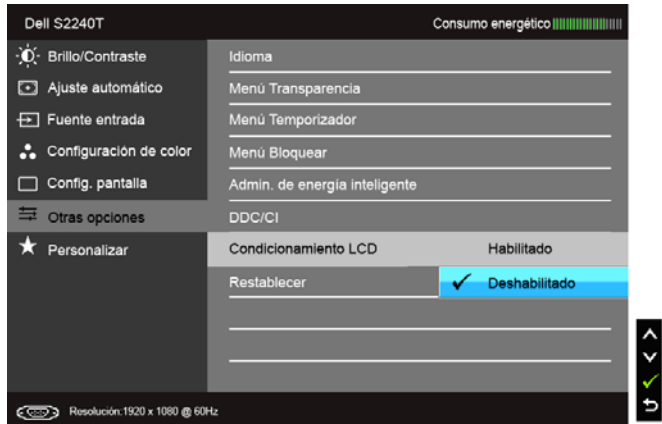 Dell S2240T
Consumo energético
Brillo/Contraste
Ajuste automático
Fuente entrada
Configuración de color
Config. pantalla
Otras opciones
Personalizar
Idioma
Menú Transparencia
Menú Temporizador
Menú Bloquear
Admin. de energía inteligente
DDC/CI
Condicionamiento LCD
Habilitado
Restablecer
Deshabilitado
Resolución:1920 x 1080 @ 60Hz